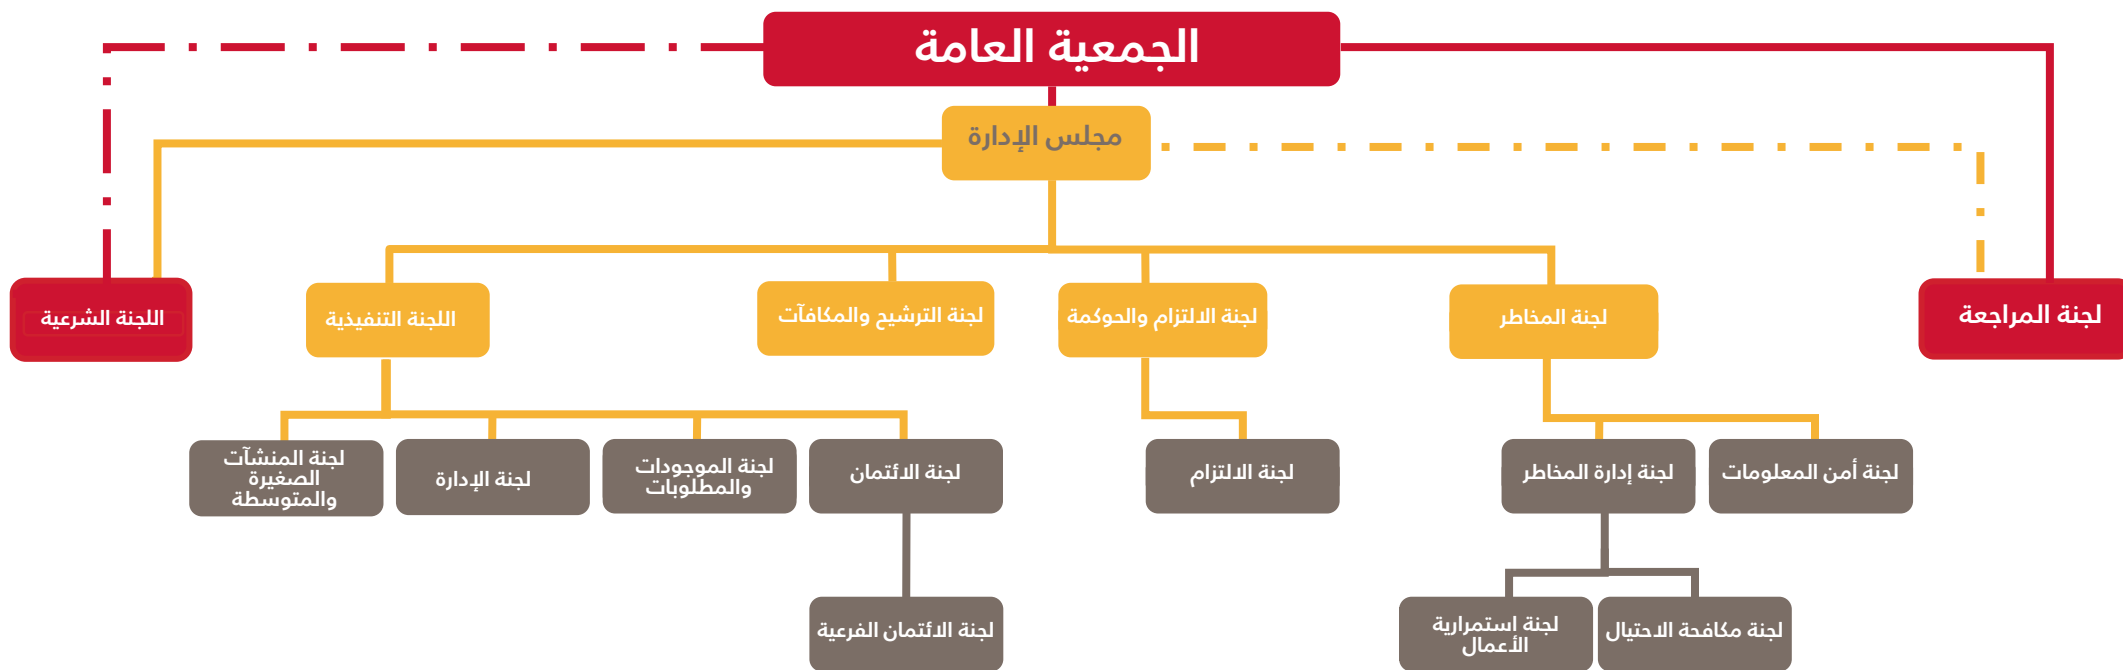 الجمعية العامة
مجلس الإدارة
لجنة المراجعة
لجنة المخاطر
لجنة الالتزام والحوكمة
لجنة الترشيح والمكافآت
اللجنة التنفيذية
اللجنة الشرعية
لجنة أمن المعلومات
لجنة إدارة المخاطر
لجنة الالتزام
لجنة الائتمان
لجنة الموجودات
والمطلوبات
لجنة الإدارة
لجنة المنشآت
الصغيرة
والمتوسطة
لجنة مكافحة الاحتيال
لجنة استمرارية
الأعمال
لجنة الائتمان الفرعية